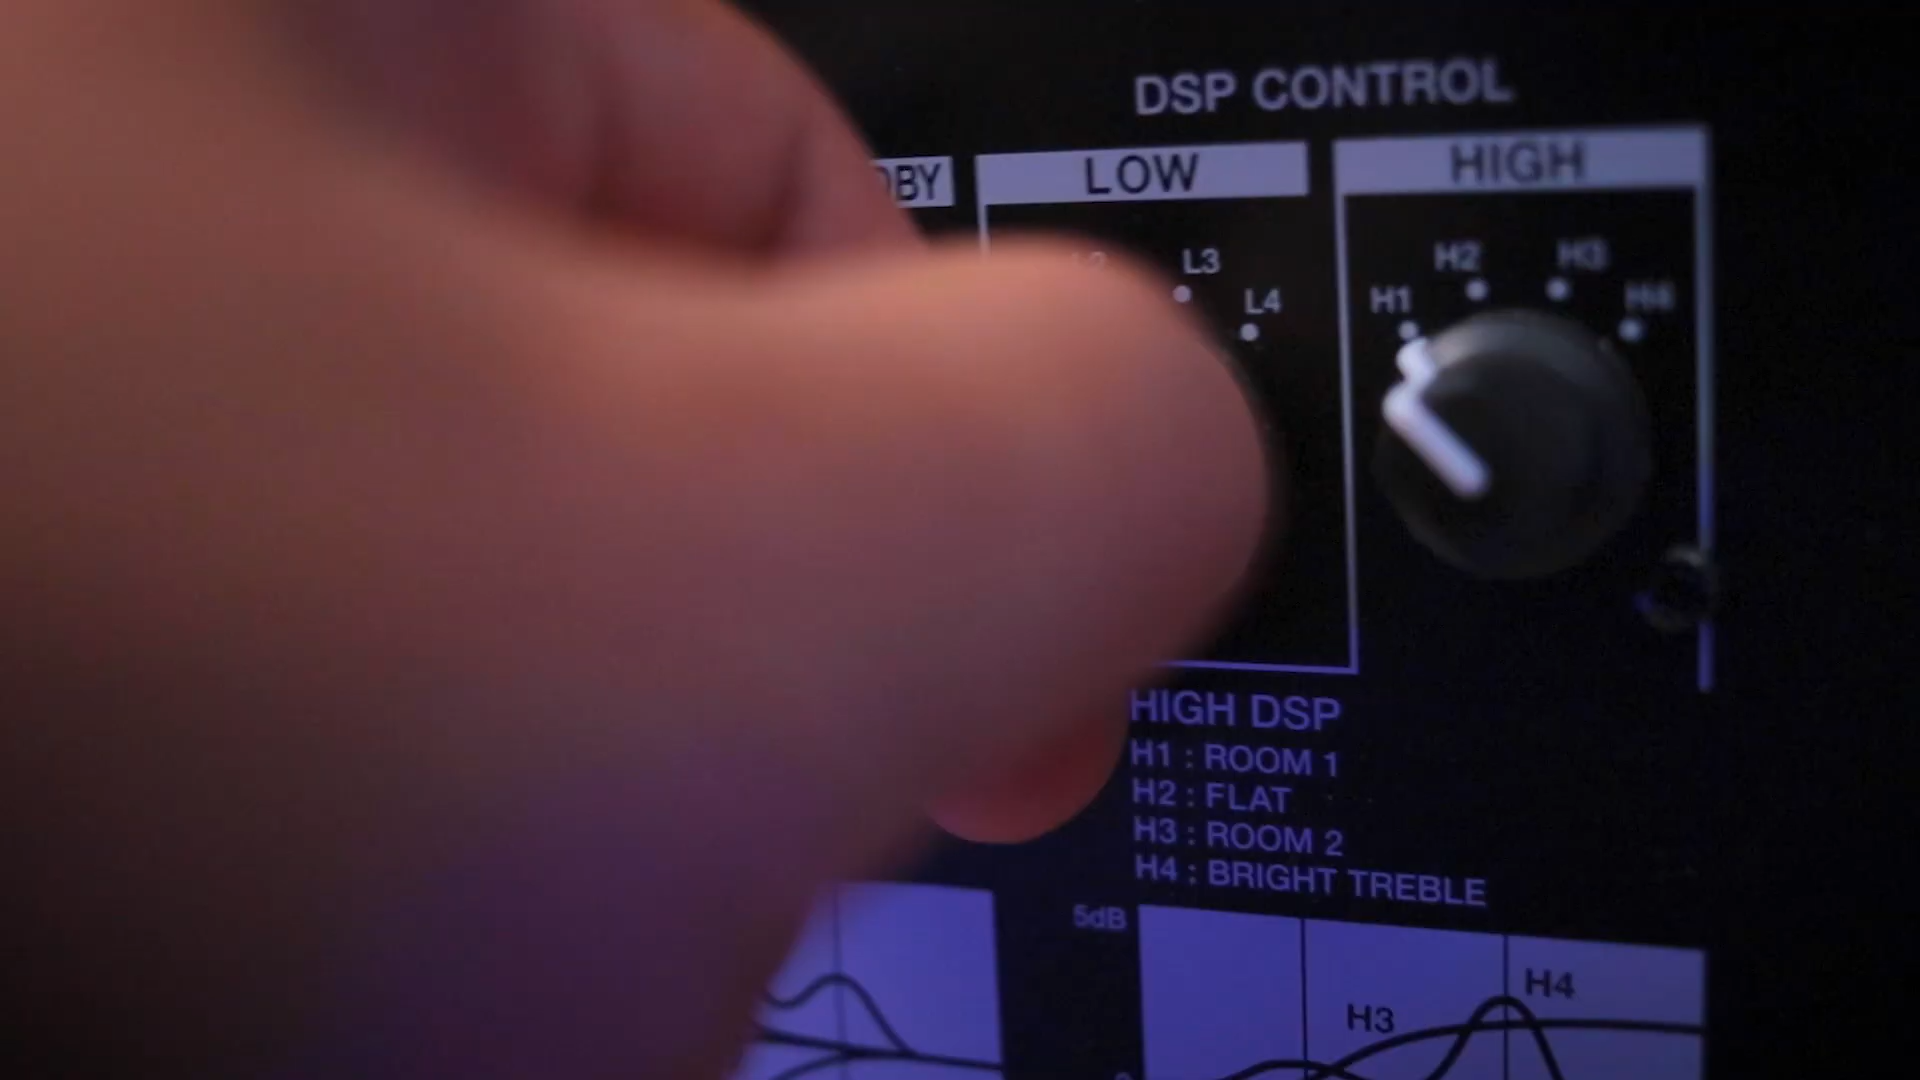 DSP CONTROL
LOW
HIGH
L3
L4
H1
H2
H3
H4
HIGH DSP
H1 : ROOM 1
H2 : FLAT
H3 : ROOM 2
H4 : BRIGHT TREBLE
5dB
H3
H4